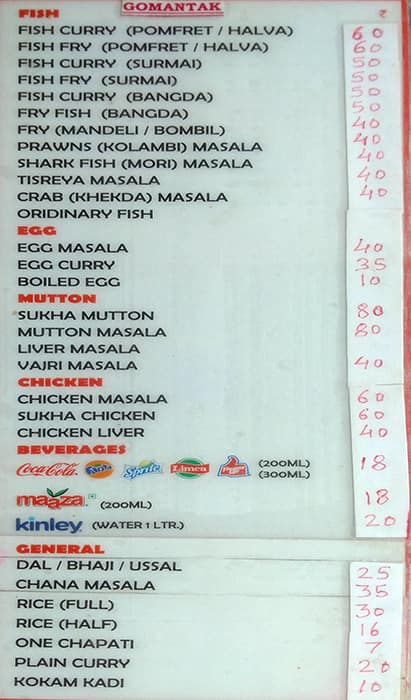 GOMANTAK
FISH ₹
FISH CURRY (POMFRET / HALVA) 60
FISH FRY (POMFRET / HALVA) 60
FISH CURRY (SURMAI) 50
FISH FRY (SURMAI) 50
FISH CURRY (BANGDA) 50
FRY FISH (BANGDA) 50
FRY (MANDELI / BOMBIL) 40
PRAWNS (KOLAMBI) MASALA 40
SHARK FISH (MORI) MASALA 40
TISREYA MASALA 40
CRAB (KHEKDA) MASALA 40
ORIDINARY FISH
EGG
EGG MASALA 40
EGG CURRY 35
BOILED EGG 10
MUTTON
SUKHA MUTTON 80
MUTTON MASALA 80
LIVER MASALA
VAJRI MASALA 40
CHICKEN
CHICKEN MASALA 60
SUKHA CHICKEN 60
CHICKEN LIVER 40
BEVERAGES
Coca-Cola Fanta Sprite Limca (200ML) 18
(300ML)
maaza (200ML) 18
kinley (WATER 1 LTR.) 20
GENERAL
DAL / BHAJI / USSAL 25
CHANA MASALA 35
RICE (FULL) 30
RICE (HALF) 16
ONE CHAPATI 7
PLAIN CURRY 20
KOKAM KADI 10